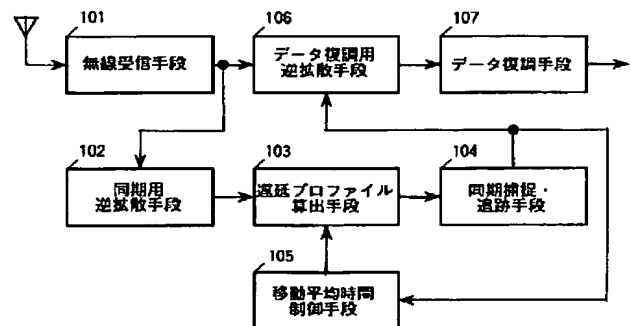 101
無線受信手段
106
データ復調用
逆拡散手段
107
データ復調手段
102
同期用
逆拡散手段
103
遅延プロファイル
算出手段
104
同期捕捉・
追跡手段
105
移動平均時間
制御手段